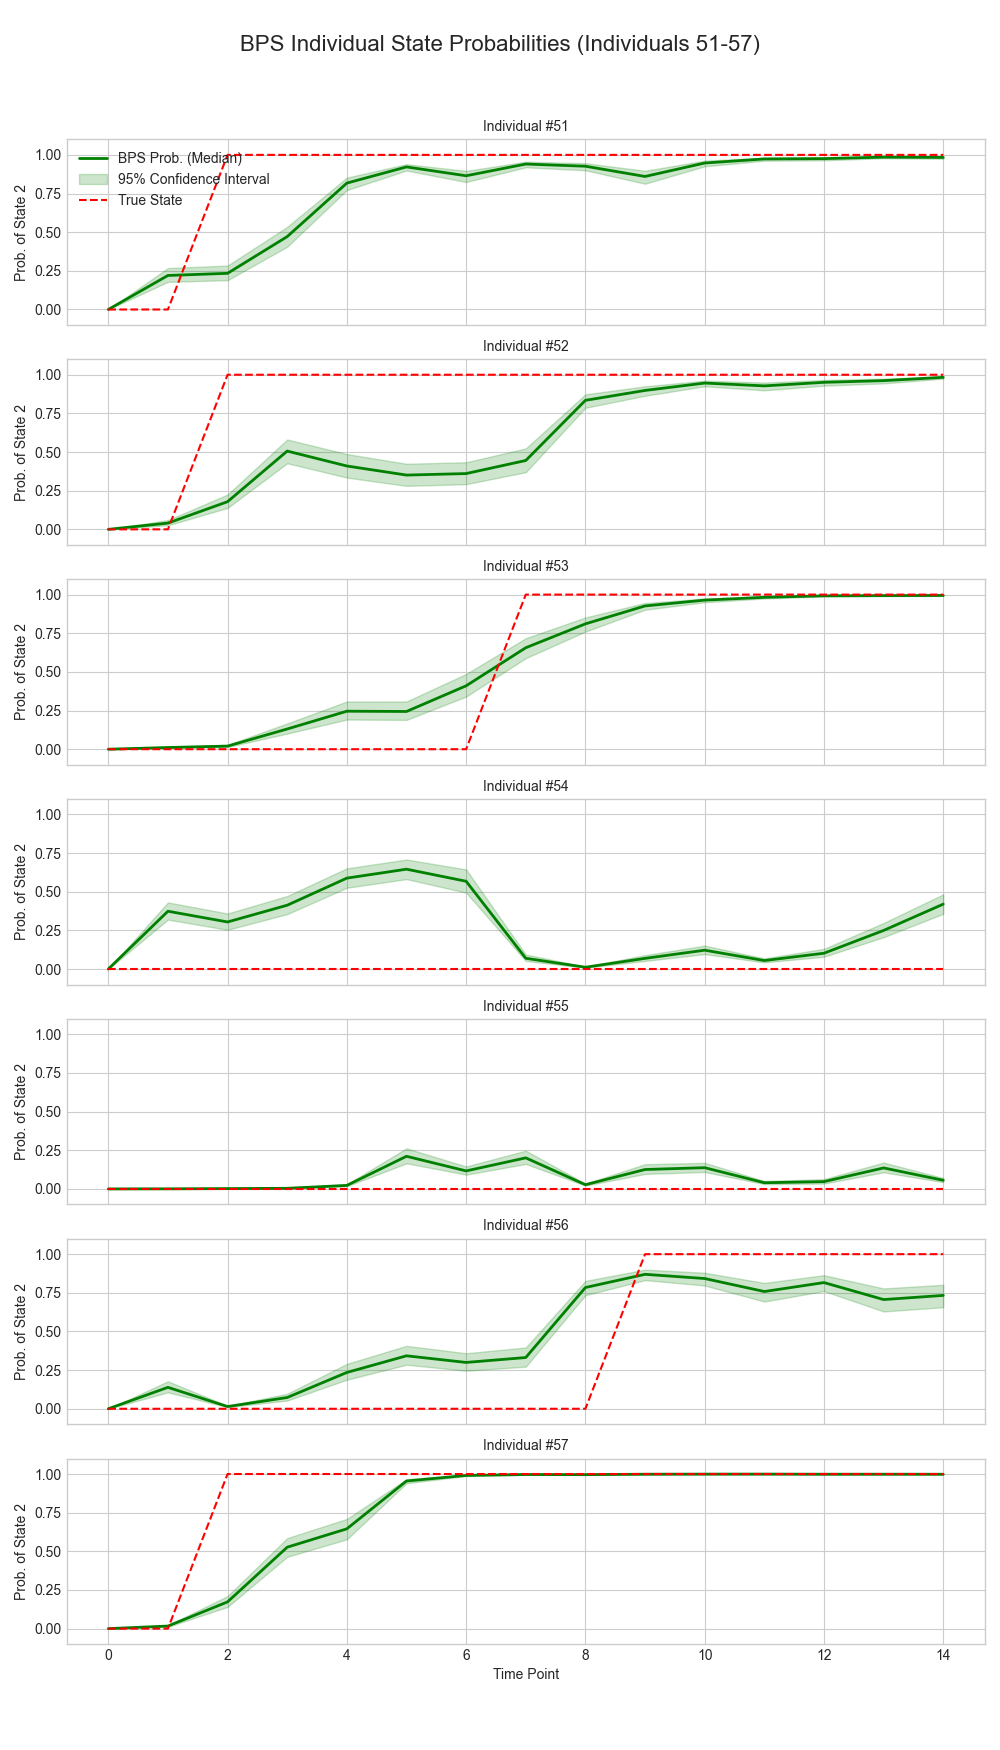 BPS Individual State Probabilities (Individuals 51-57)
Individual #51
Prob. of State 2
1.00
0.75
0.50
0.25
0.00
BPS Prob. (Median)
95% Confidence Interval
True State
Individual #52
Prob. of State 2
1.00
0.75
0.50
0.25
0.00
Individual #53
Prob. of State 2
1.00
0.75
0.50
0.25
0.00
Individual #54
Prob. of State 2
1.00
0.75
0.50
0.25
0.00
Individual #55
Prob. of State 2
1.00
0.75
0.50
0.25
0.00
Individual #56
Prob. of State 2
1.00
0.75
0.50
0.25
0.00
Individual #57
Prob. of State 2
1.00
0.75
0.50
0.25
0.00
0 2 4 6 8 10 12 14
Time Point